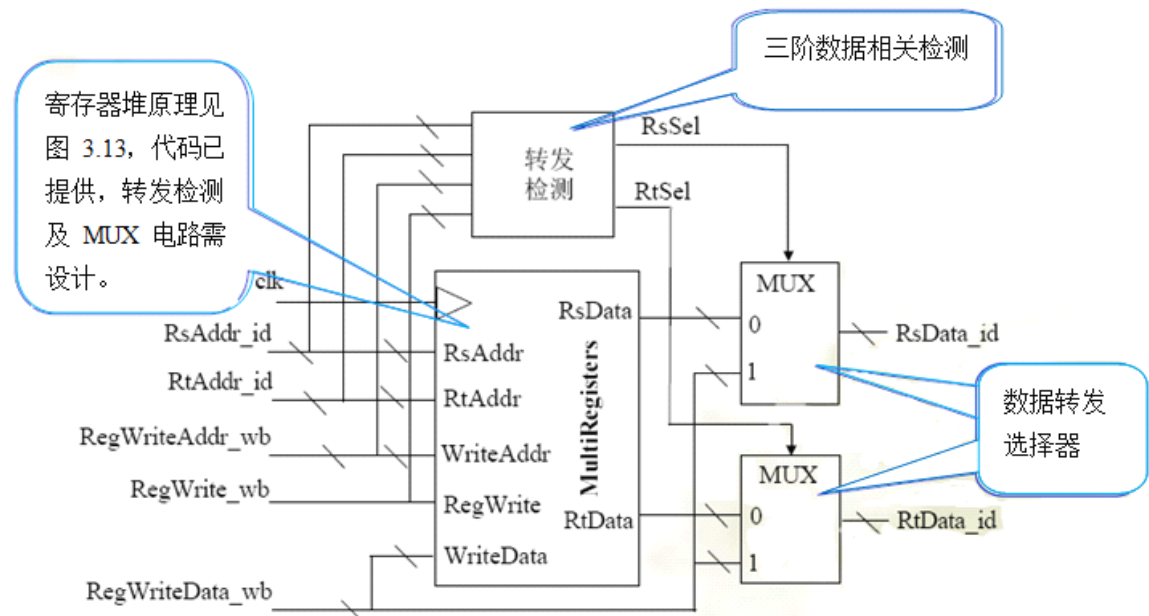 三阶数据相关检测
寄存器堆原理见
图 3.13，代码已
提供，转发检测
及 MUX 电路需
设计。
转发
检测
RsSel
RtSel
clk
RsAddr_id
RtAddr_id
RegWriteAddr_wb
RegWrite_wb
RegWriteData_wb
RsAddr
RtAddr
WriteAddr
RegWrite
WriteData
MultiRegisters
RsData
RtData
MUX
0
1
RsData_id
MUX
0
1
RtData_id
数据转发
选择器